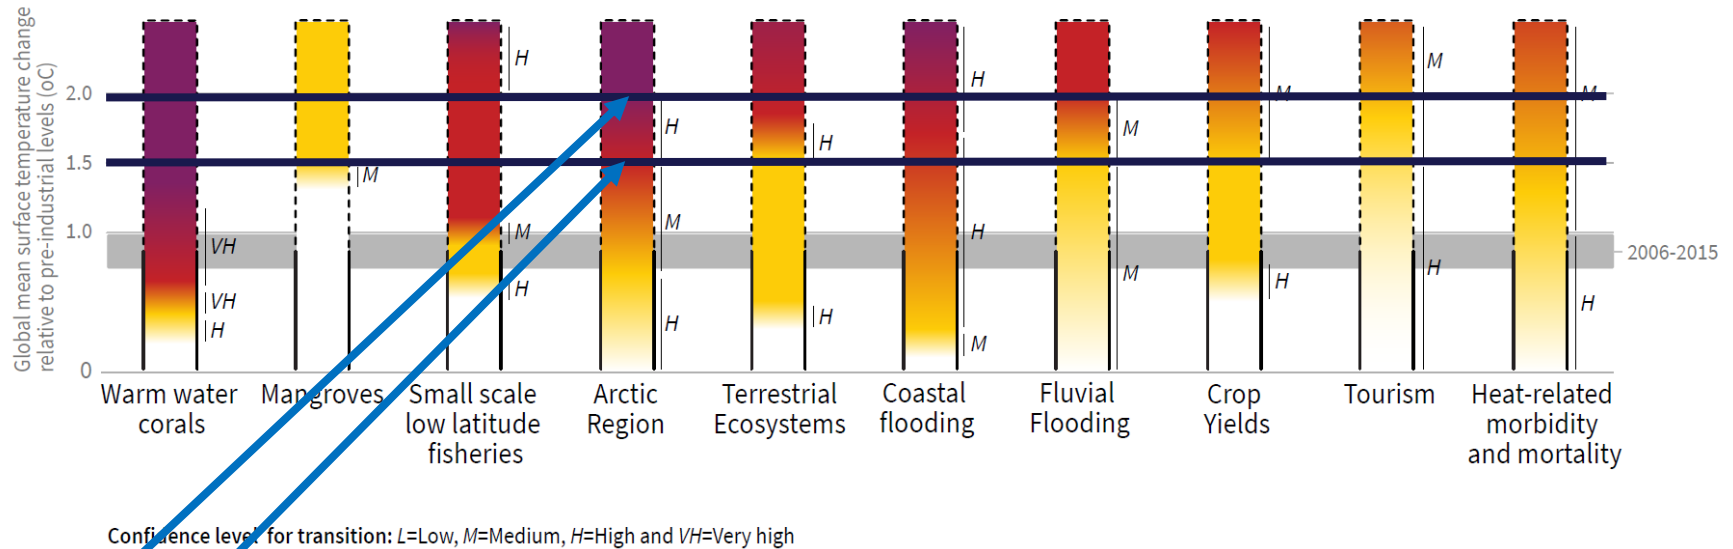 Global mean surface temperature change
relative to pre-industrial levels (oC)
2.0
1.5
1.0
0
H
M
H
M
H
M
H
M
M
2006-2015
VH
VH
H
M
M
H
H
M
H
H
H
H
M
M
H
H
H
Warm water
corals
Mangroves
Small scale
low latitude
fisheries
Arctic
Region
Terrestrial
Ecosystems
Coastal
flooding
Fluvial
Flooding
Crop
Yields
Tourism
Heat-related
morbidity
and mortality
Confidence level for transition: L=Low, M=Medium, H=High and VH=Very high